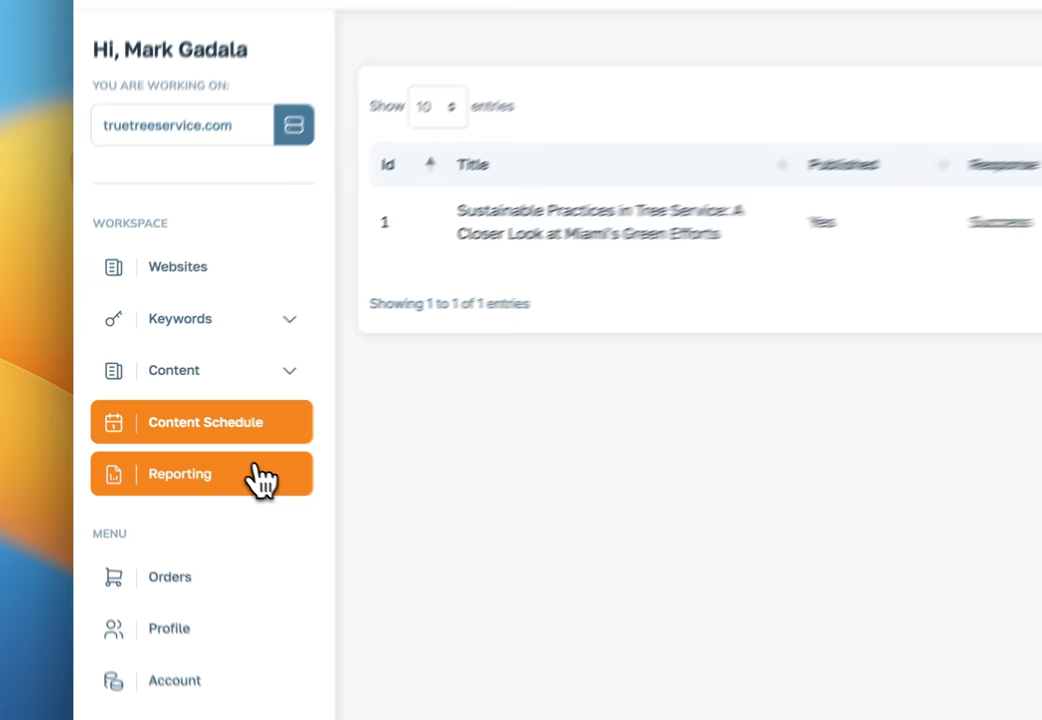 Hi, Mark Gadala
YOU ARE WORKING ON:
truetreeservice.com
WORKSPACE
Websites
Keywords
Content
Content Schedule
Reporting
MENU
Orders
Profile
Account
Show 10 entries
Id Title Published Response
1 Sustainable Practices in Tree Service: A Yes Success
Closer Look at Miami's Green Efforts
Showing 1 to 1 of 1 entries